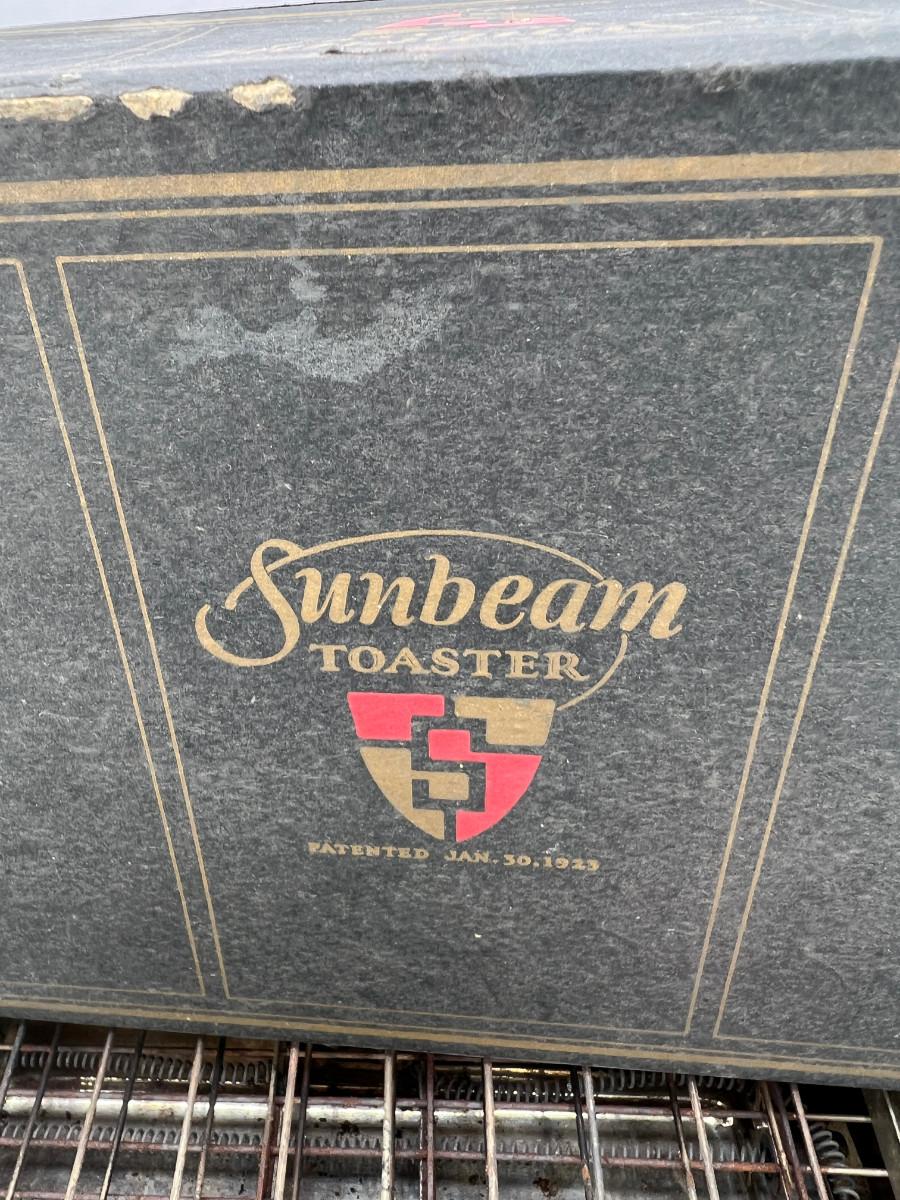 Sunbeam
TOASTER
PATENTED JAN. 30, 1923